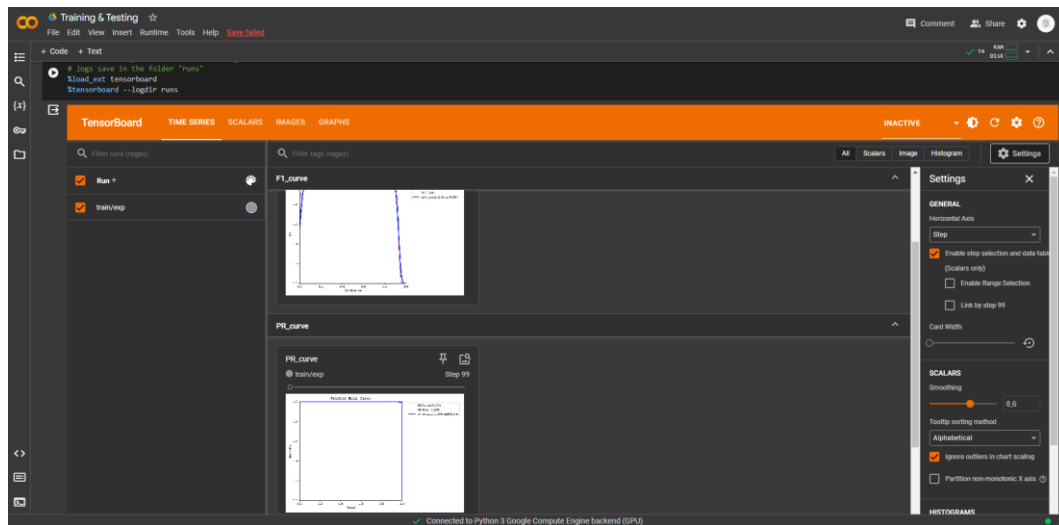 Training & Testing
File Edit View Insert Runtime Tools Help Save failed
Comment Share
+ Code + Text
T4 RAM
Disk
# logs save in the folder "runs"
%load_ext tensorboard
%tensorboard --logdir runs
TensorBoard TIME SERIES SCALARS IMAGES GRAPHS INACTIVE
Filter runs (regex)
Filter tags (regex)
All Scalars Image Histogram Settings
Run
train/exp
F1_curve
PR_curve
PR_curve
train/exp Step 99
Settings
GENERAL
Horizontal Axis
Step
Enable step selection and data table
(Scalars only)
Enable Range Selection
Link by step 99
Card Width
SCALARS
Smoothing
0,6
Tooltip sorting method
Alphabetical
Ignore outliers in chart scaling
Partition non-monotonic X axis
HISTOGRAMS
Connected to Python 3 Google Compute Engine backend (GPU)